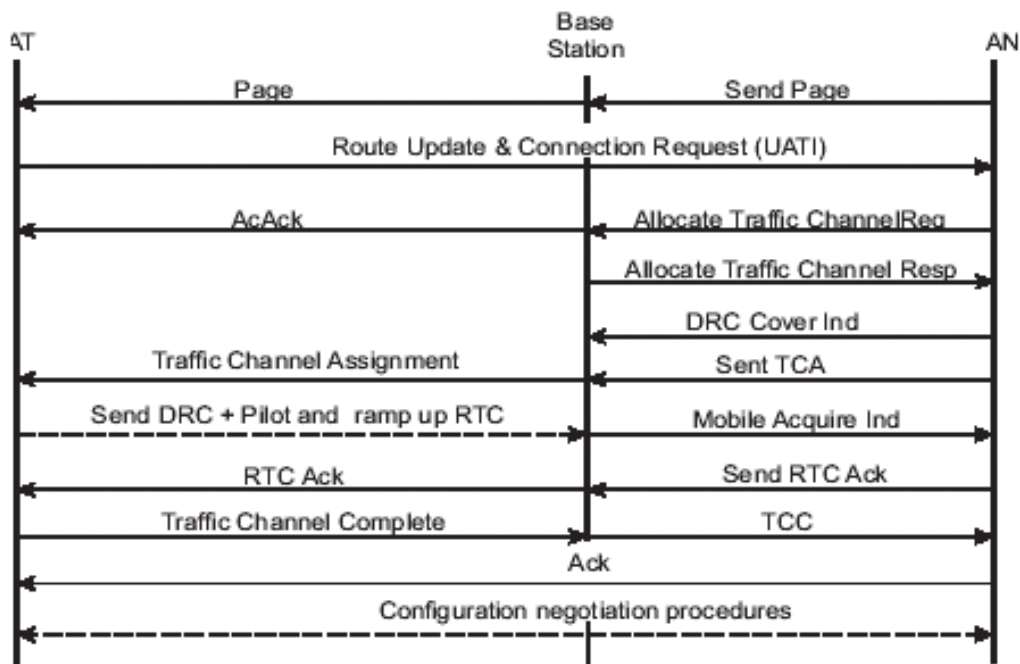 AT
Base
Station
AN
Page
Send Page
Route Update & Connection Request (UATI)
AcAck
Allocate Traffic ChannelReq
Allocate Traffic Channel Resp
DRC Cover Ind
Traffic Channel Assignment
Sent TCA
Send DRC + Pilot and ramp up RTC
Mobile Acquire Ind
RTC Ack
Send RTC Ack
Traffic Channel Complete
TCC
Ack
Configuration negotiation procedures